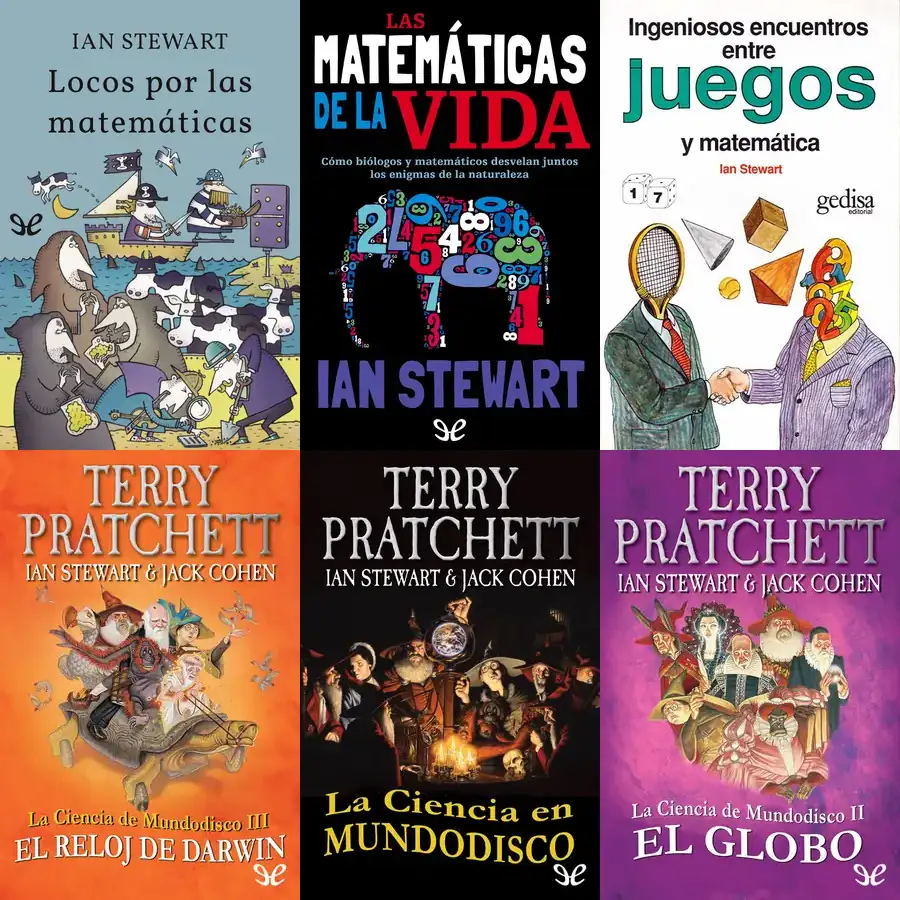 IAN STEWART
Locos por las
matemáticas
LAS
MATEMÁTICAS
DE LA VIDA
Cómo biólogos y matemáticos desvelan juntos
los enigmas de la naturaleza
IAN STEWART
Ingeniosos encuentros
entre
juegos
y matemática
Ian Stewart
1 7
gedisa
editorial
TERRY
PRATCHETT
IAN STEWART & JACK COHEN
La Ciencia de Mundodisco III
EL RELOJ DE DARWIN
TERRY
PRATCHETT
IAN STEWART & JACK COHEN
La Ciencia en
MUNDODISCO
TERRY
PRATCHETT
IAN STEWART & JACK COHEN
La Ciencia de Mundodisco II
EL GLOBO